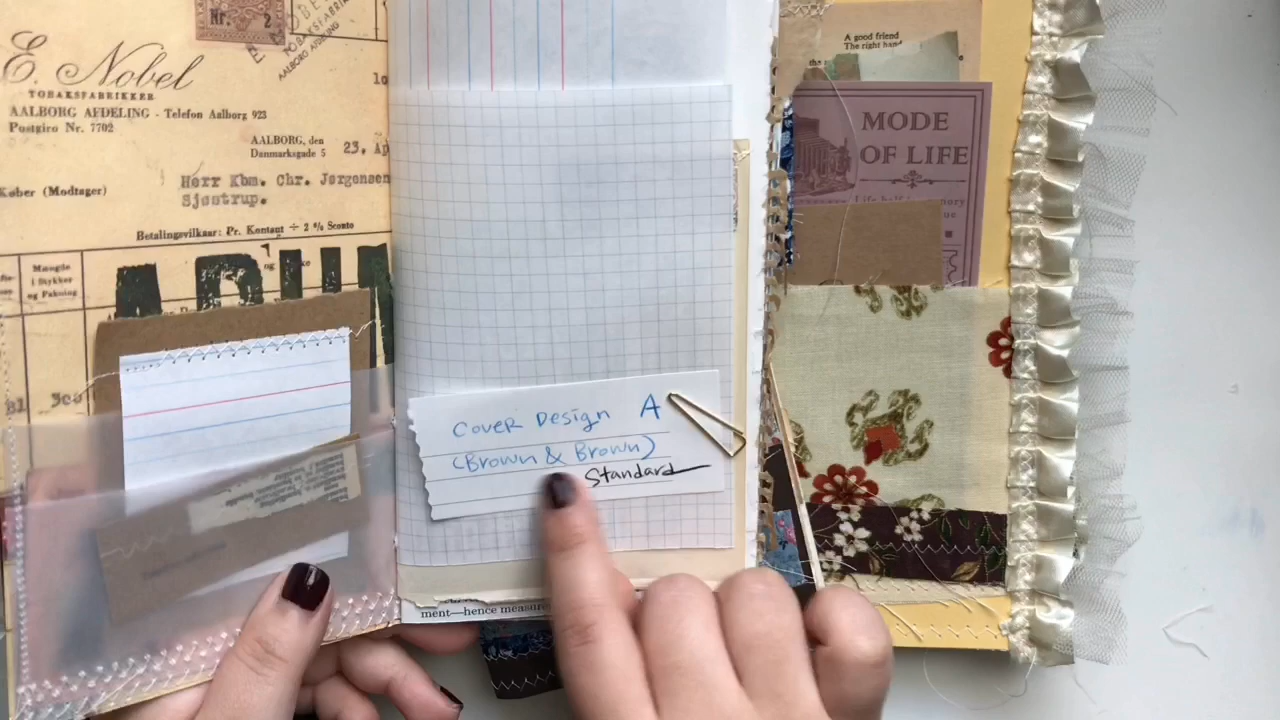 Nr. 2
E. Nobel
TOBAKSFABRIKKER
AALBORG AFDELING - Telefon Aalborg 923
Postgiro Nr. 7702
AALBORG AFDELING
AALBORG, den
Danmarksgade 5
23. Ap
Køber (Modtager)
Herr Kbm. Chr. Jørgensen
Sjøstrup.
Betalingsvilkaar: Pr. Kontant ÷ 2 % Sconto
Mængde
i Stykker
og Pakning
Cover Design A
(Brown & Brown)
Standard
ment—hence measure
A good friend
The right hand
MODE
OF LIFE